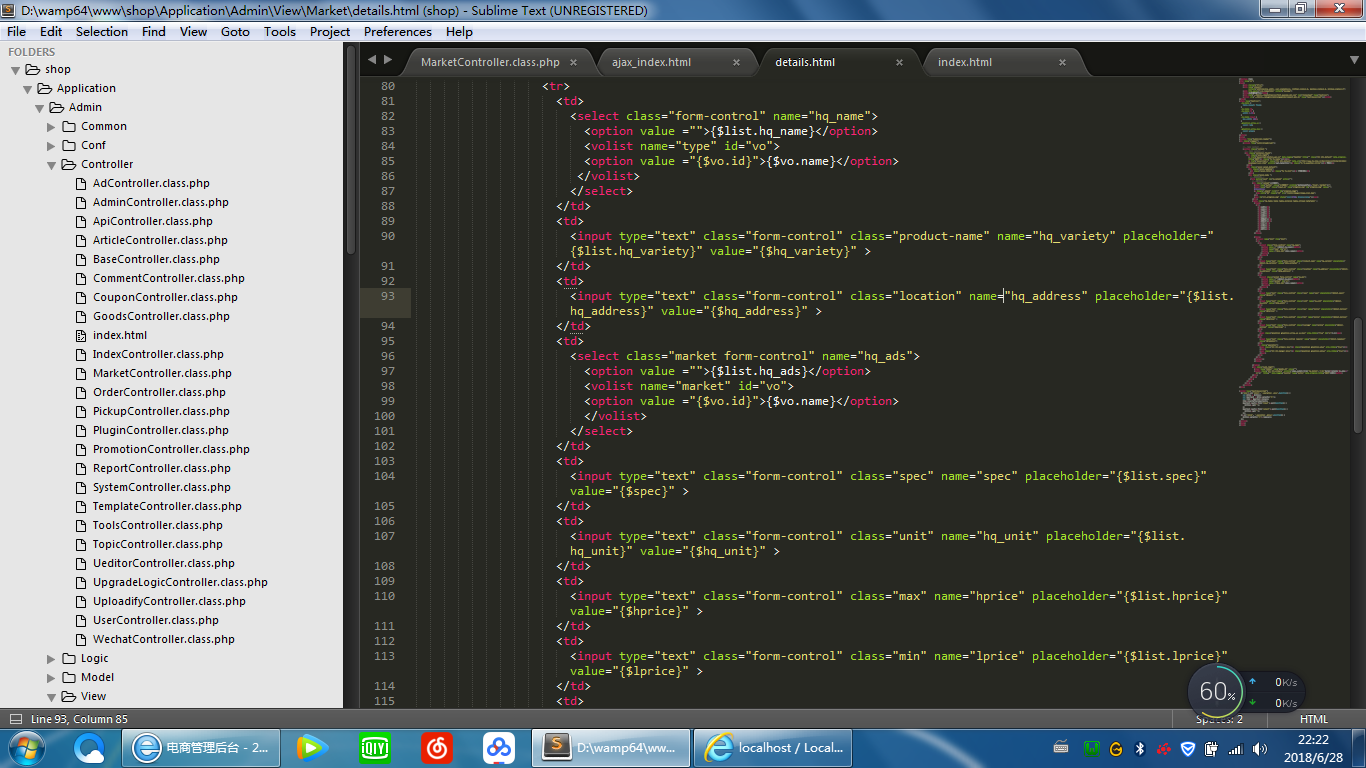 D:\wamp64\www\shop\Application\Admin\View\Market\details.html (shop) - Sublime Text (UNREGISTERED)
File Edit Selection Find View Goto Tools Project Preferences Help
FOLDERS
shop
Application
Admin
Common
Conf
Controller
AdController.class.php
AdminController.class.php
ApiController.class.php
ArticleController.class.php
BaseController.class.php
CommentController.class.php
CouponController.class.php
GoodsController.class.php
index.html
IndexController.class.php
MarketController.class.php
OrderController.class.php
PickupController.class.php
PluginController.class.php
PromotionController.class.php
ReportController.class.php
SystemController.class.php
TemplateController.class.php
ToolsController.class.php
TopicController.class.php
UeditorController.class.php
UpgradeLogicController.class.php
UploadifyController.class.php
UserController.class.php
WechatController.class.php
Logic
Model
View
MarketController.class.php × ajax_index.html × details.html × index.html ×
80 <tr>
81 <td>
82 <select class="form-control" name="hq_name">
83 <option value ="">{$list.hq_name}</option>
84 <volist name="type" id="vo">
85 <option value ="{$vo.id}">{$vo.name}</option>
86 </volist>
87 </select>
88 </td>
89 <td>
90 <input type="text" class="form-control" class="product-name" name="hq_variety" placeholder="
{$list.hq_variety}" value="{$hq_variety}" >
91 </td>
92 <td>
93 <input type="text" class="form-control" class="location" name="hq_address" placeholder="{$list.
hq_address}" value="{$hq_address}" >
94 </td>
95 <td>
96 <select class="market form-control" name="hq_ads">
97 <option value ="">{$list.hq_ads}</option>
98 <volist name="market" id="vo">
99 <option value ="{$vo.id}">{$vo.name}</option>
100 </volist>
101 </select>
102 </td>
103 <td>
104 <input type="text" class="form-control" class="spec" name="spec" placeholder="{$list.spec}"
value="{$spec}" >
105 </td>
106 <td>
107 <input type="text" class="form-control" class="unit" name="hq_unit" placeholder="{$list.
hq_unit}" value="{$hq_unit}" >
108 </td>
109 <td>
110 <input type="text" class="form-control" class="max" name="hprice" placeholder="{$list.hprice}"
value="{$hprice}" >
111 </td>
112 <td>
113 <input type="text" class="form-control" class="min" name="lprice" placeholder="{$list.lprice}"
value="{$lprice}" >
114 </td>
115 <td>
60%
0K/s
0K/s
Line 93, Column 85 Spaces: 2 HTML
电商管理后台 - 2...
QIYI
D:\wamp64\ww...
localhost / Local...
22:22
2018/6/28